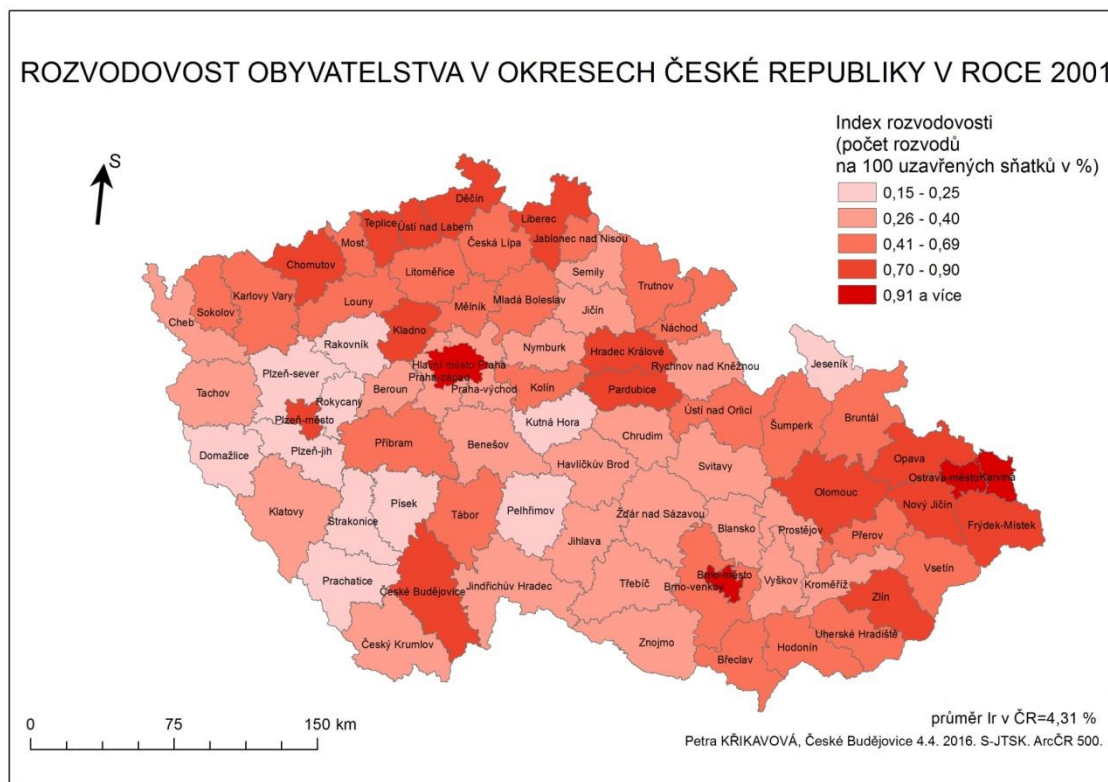 ROZVODOVOST OBYVATELSTVA V OKRESECH ČESKÉ REPUBLIKY V ROCE 2001
Index rozvodovosti
(počet rozvodů
na 100 uzavřených sňatků v %)
0,15 - 0,25
0,26 - 0,40
0,41 - 0,69
0,70 - 0,90
0,91 a více
S
Děčín
Teplice
Ústí nad Labem
Liberec
Most
Česká Lípa
Jablonec nad Nisou
Chomutov
Litoměřice
Semily
Trutnov
Karlovy Vary
Louny
Mělník
Mladá Boleslav
Jičín
Sokolov
Cheb
Kladno
Náchod
Rakovník
Nymburk
Hradec Králové
Hlavní město Praha
Rychnov nad Kněžnou
Jeseník
Plzeň-sever
Praha-západ
Tachov
Beroun
Praha-východ
Kolín
Pardubice
Rokycany
Ústí nad Orlicí
Bruntál
Plzeň-město
Kutná Hora
Šumperk
Příbram
Benešov
Chrudim
Plzeň-jih
Domažlice
Opava
Havlíčkův Brod
Svitavy
Ostrava-město
Karviná
Olomouc
Nový Jičín
Písek
Pelhřimov
Klatovy
Tábor
Žďár nad Sázavou
Strakonice
Blansko
Prostějov
Frýdek-Místek
Přerov
Jihlava
Vsetín
Prachatice
Brno-město
Vyškov
Kroměříž
Třebíč
Brno-venkov
Jindřichův Hradec
České Budějovice
Zlín
Uherské Hradiště
Český Krumlov
Znojmo
Hodonín
Břeclav
0 75 150 km
průměr Ir v ČR=4,31 %
Petra KŘIKAVOVÁ, České Budějovice 4.4. 2016. S-JTSK. ArcČR 500.